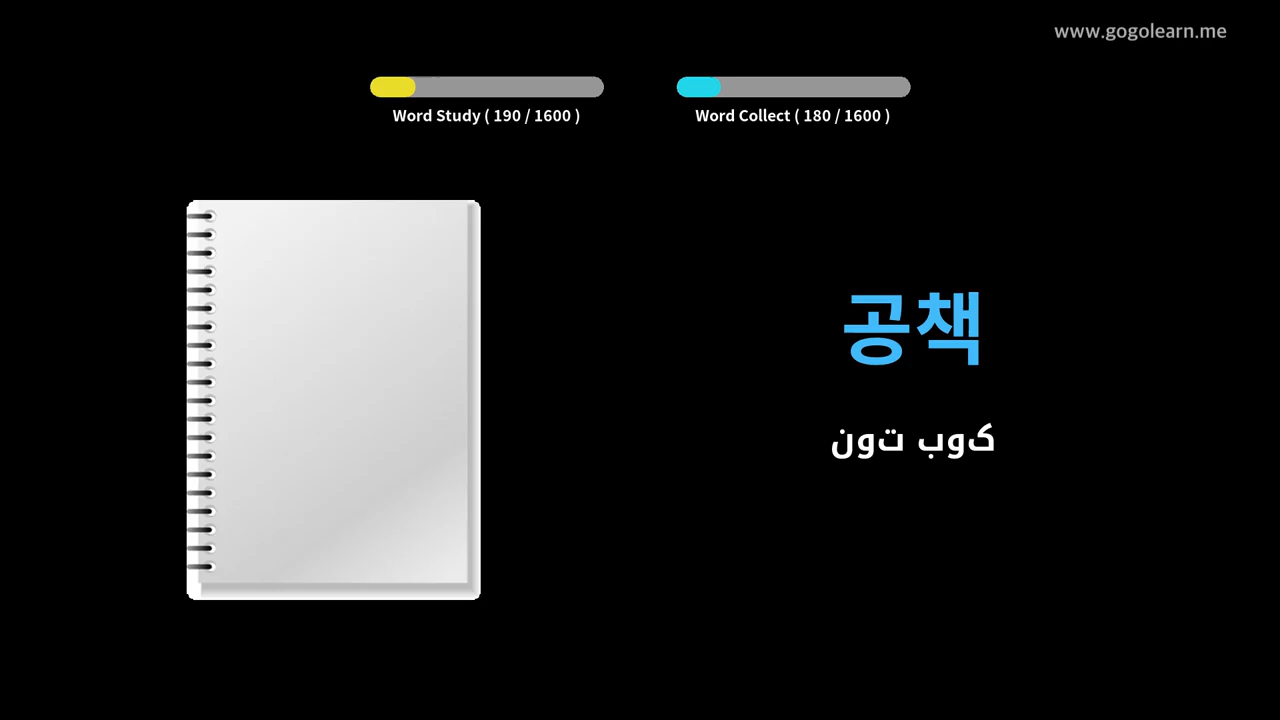 www.gogolearn.me
Word Study ( 190 / 1600 )
Word Collect ( 180 / 1600 )
공책
کوب تون